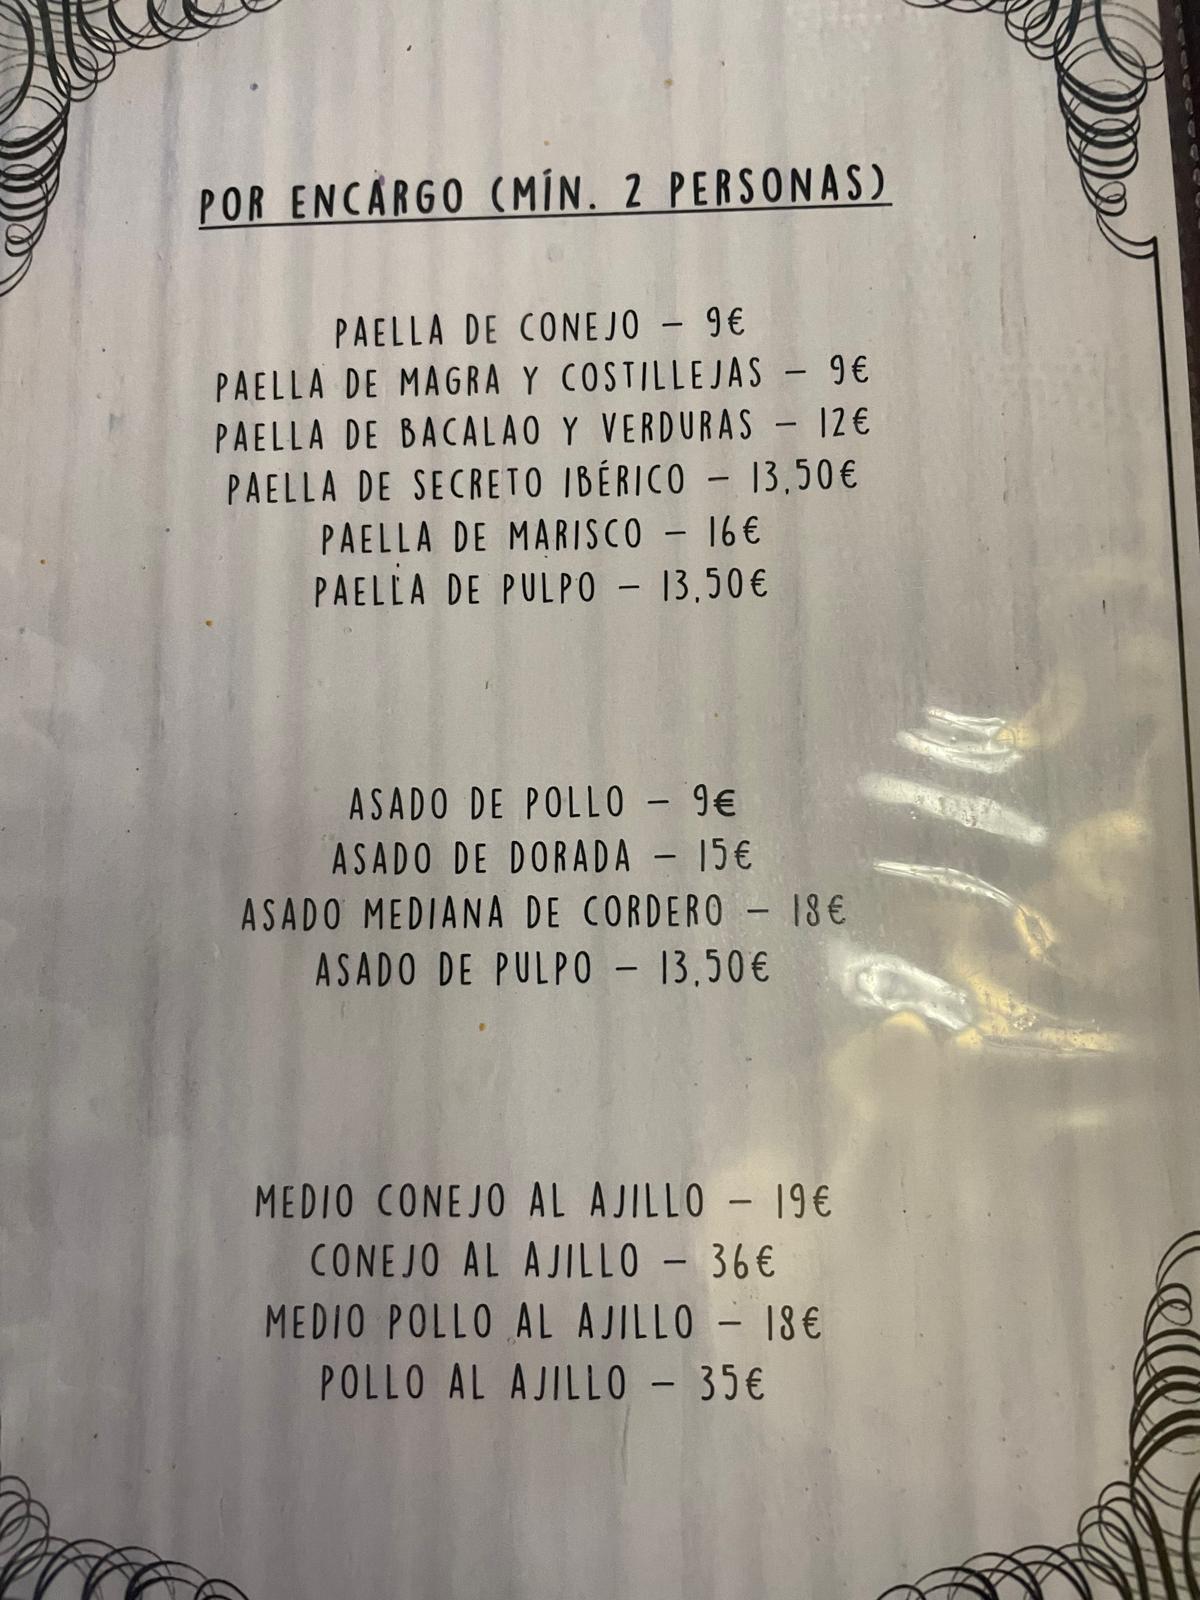 POR ENCARGO (MÍN. 2 PERSONAS)
PAELLA DE CONEJO – 9€
PAELLA DE MAGRA Y COSTILLEJAS – 9€
PAELLA DE BACALAO Y VERDURAS – 12€
PAELLA DE SECRETO IBÉRICO – 13,50€
PAELLA DE MARISCO – 16€
PAELLA DE PULPO – 13,50€
ASADO DE POLLO – 9€
ASADO DE DORADA – 15€
ASADO MEDIANA DE CORDERO – 18€
ASADO DE PULPO – 13,50€
MEDIO CONEJO AL AJILLO – 19€
CONEJO AL AJILLO – 36€
MEDIO POLLO AL AJILLO – 18€
POLLO AL AJILLO – 35€